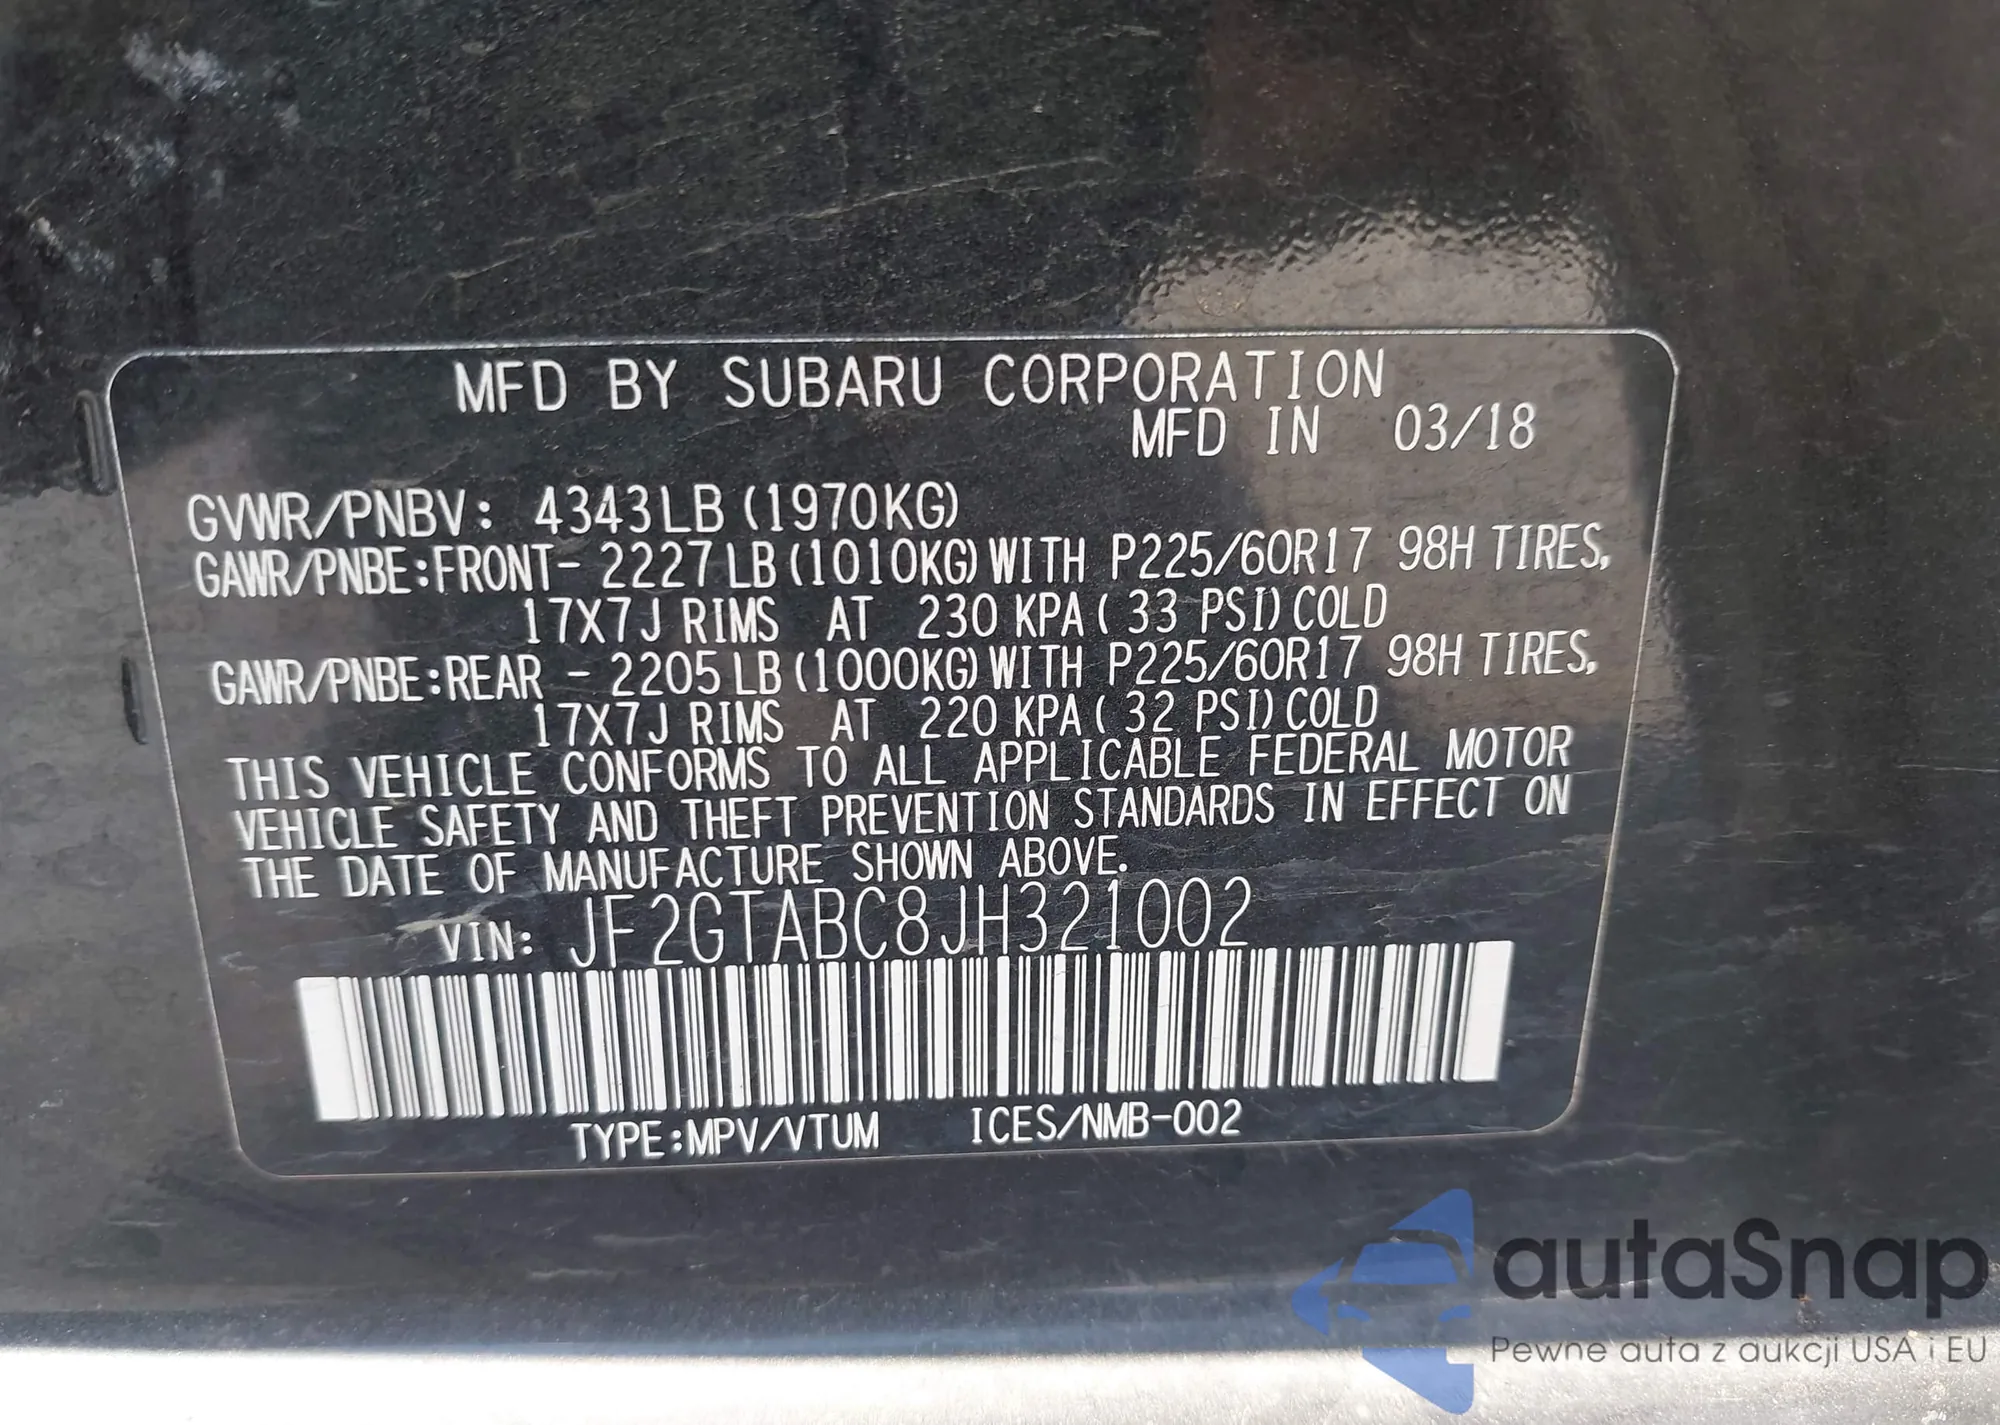 MFD BY SUBARU CORPORATION
MFD IN 03/18
GVWR/PNBV: 4343LB (1970KG)
GAWR/PNBE:FRONT- 2227LB (1010KG) WITH P225/60R17 98H TIRES,
17X7J RIMS AT 230 KPA ( 33 PSI) COLD
GAWR/PNBE:REAR - 2205LB (1000KG) WITH P225/60R17 98H TIRES,
17X7J RIMS AT 220 KPA ( 32 PSI) COLD
THIS VEHICLE CONFORMS TO ALL APPLICABLE FEDERAL MOTOR
VEHICLE SAFETY AND THEFT PREVENTION STANDARDS IN EFFECT ON
THE DATE OF MANUFACTURE SHOWN ABOVE.
VIN: JF2GTABC8JH321002
TYPE:MPV/VTUM ICES/NMB-002
autaSnap
Pewne auta z aukcji USA i EU